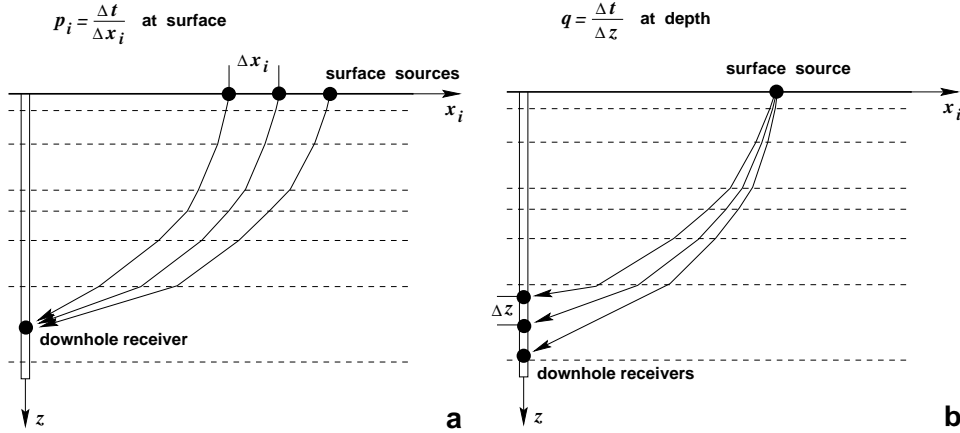 p_i = Δt / Δx_i at surface
Δx_i
surface sources
x_i
downhole receiver
z
a
q = Δt / Δz at depth
surface source
x_i
Δz
downhole receivers
z
b